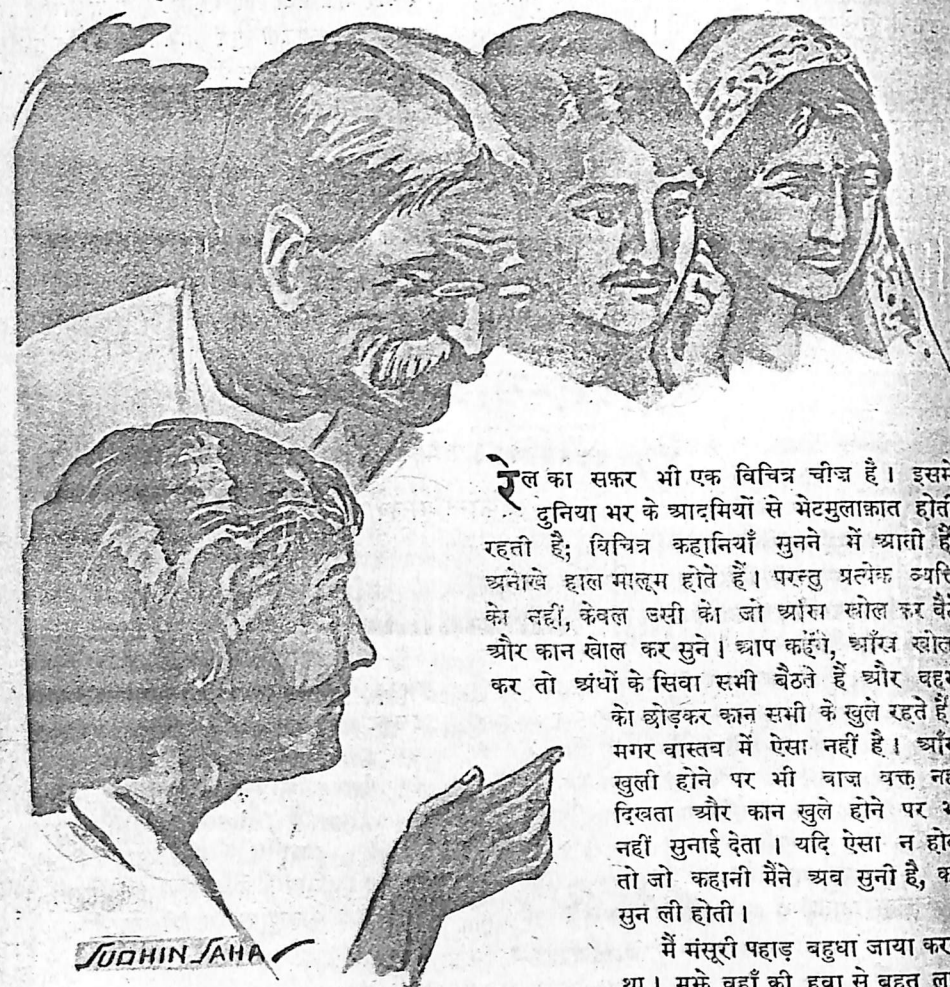 रेल का सफ़र भी एक विचित्र चीज़ है। इसमें
दुनिया भर के आदमियों से भेटमुलाक़ात होती
रहती है; विचित्र कहानियाँ सुनने में आती हैं
अनोखे हाल मालूम होते हैं। परन्तु प्रत्येक व्यक्ति
को नहीं, केवल उसी को जो आँख खोल कर बैठे
और कान खोल कर सुने। आप कहेंगे, आँख खोल
कर तो अंधों के सिवा सभी बैठते हैं और बहरों
को छोड़कर कान सभी के खुले रहते हैं
मगर वास्तव में ऐसा नहीं है। आँख
खुली होने पर भी बाज़ वक्त नहीं
दिखता और कान खुले होने पर भी
नहीं सुनाई देता। यदि ऐसा न होता
तो जो कहानी मैंने अब सुनी है,
सुन ली होती।
मैं मंसूरी पहाड़ बहुधा जाया करता
था। मुझे वहाँ की हवा से बहुत
SUDHIN SAHA